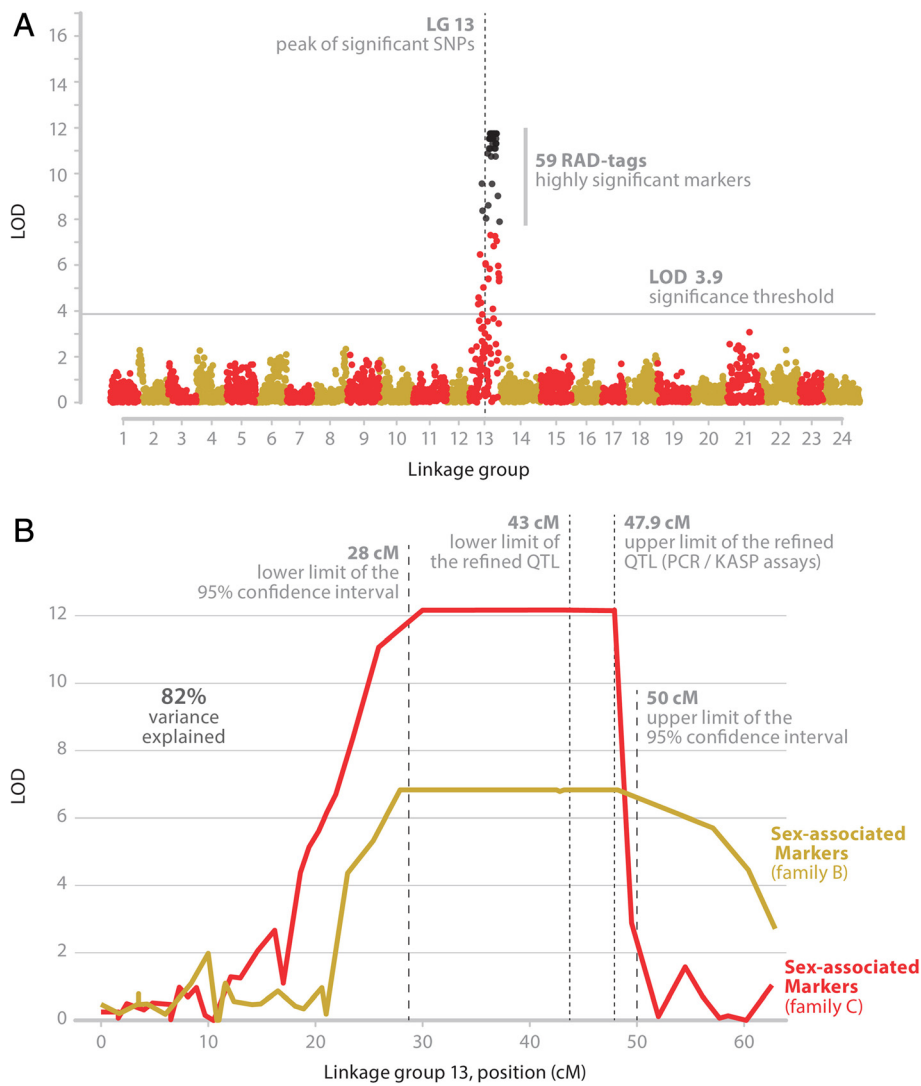 A
LG 13
peak of significant SNPs
16
14
12
10
8
6
4
2
0
LOD
59 RAD-tags
highly significant markers
LOD 3.9
significance threshold
1 2 3 4 5 6 7 8 9 10 11 12 13 14 15 16 17 18 19 20 21 22 23 24
Linkage group
B
28 cM
lower limit of the
95% confidence interval
43 cM
lower limit of
the refined QTL
47.9 cM
upper limit of the refined
QTL (PCR / KASP assays)
12
10
8
6
4
2
0
LOD
82%
variance
explained
50 cM
upper limit of the
95% confidence interval
Sex-associated
Markers
(family B)
Sex-associated
Markers
(family C)
0 10 20 30 40 50 60
Linkage group 13, position (cM)